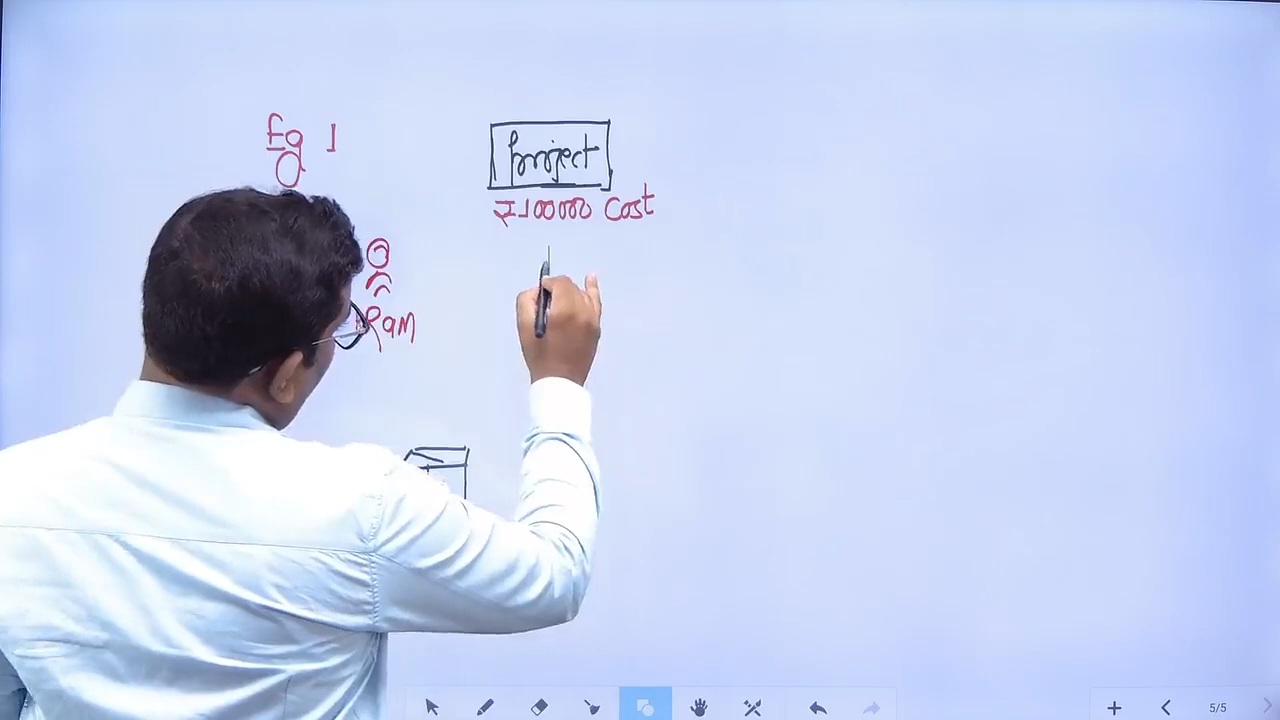 Eg 1
Project
₹100000 Cost
Ram
5/5